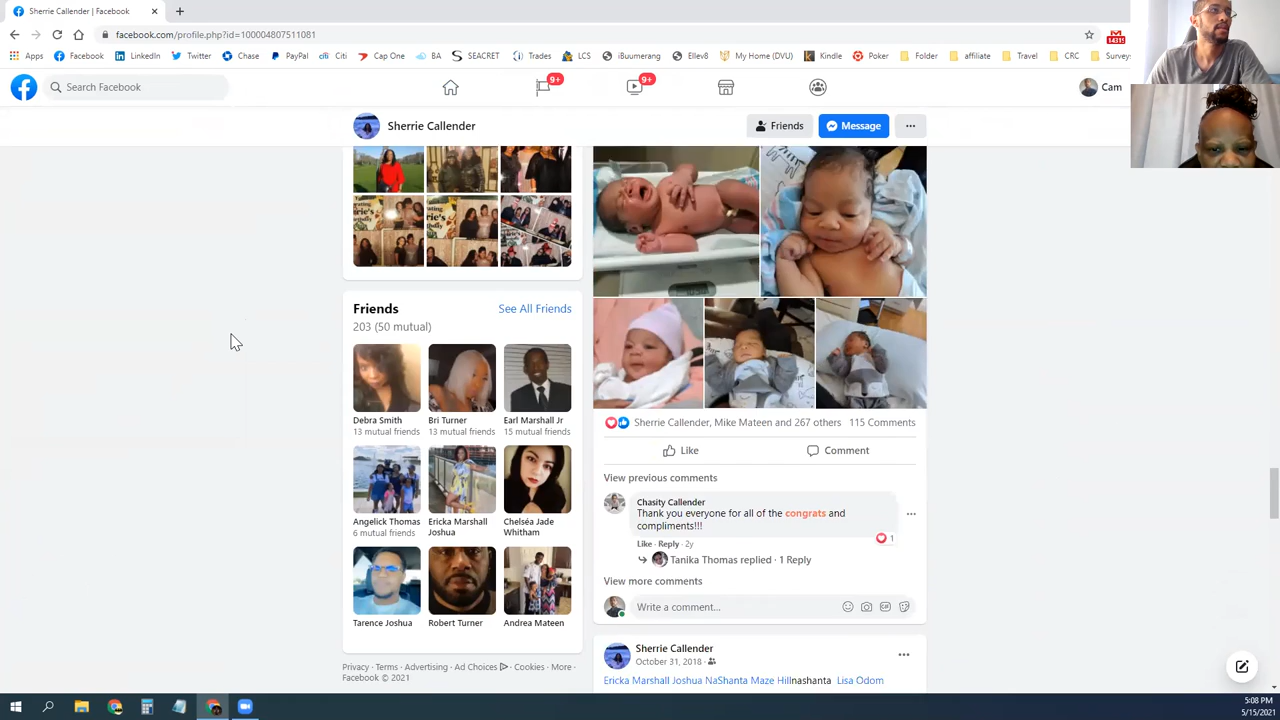 Sherrie Callender | Facebook
facebook.com/profile.php?id=100004807511081
14315
Apps Facebook LinkedIn Twitter Chase PayPal Citi Cap One BA SEACRET Trades LCS iBuumerang Ellev8 My Home (DVU) Kindle Poker Folder affiliate Travel CRC Survey
Search Facebook
9+
9+
Cam
Sherrie Callender
Friends
Message
Friends
See All Friends
203 (50 mutual)
Debra Smith
13 mutual friends
Bri Turner
13 mutual friends
Earl Marshall Jr
15 mutual friends
Angelick Thomas
6 mutual friends
Ericka Marshall
Joshua
Chelséa Jade
Whitham
Tarence Joshua
Robert Turner
Andrea Mateen
Privacy · Terms · Advertising · Ad Choices · Cookies · More ·
Facebook © 2021
Sherrie Callender, Mike Mateen and 267 others
115 Comments
Like
Comment
View previous comments
Chasity Callender
Thank you everyone for all of the congrats and
compliments!!!
1
Like · Reply · 2y
Tanika Thomas replied · 1 Reply
View more comments
Write a comment...
Sherrie Callender
October 31, 2018 ·
Ericka Marshall Joshua NaShanta Maze Hillnashanta Lisa Odom
5:08 PM
5/15/2021